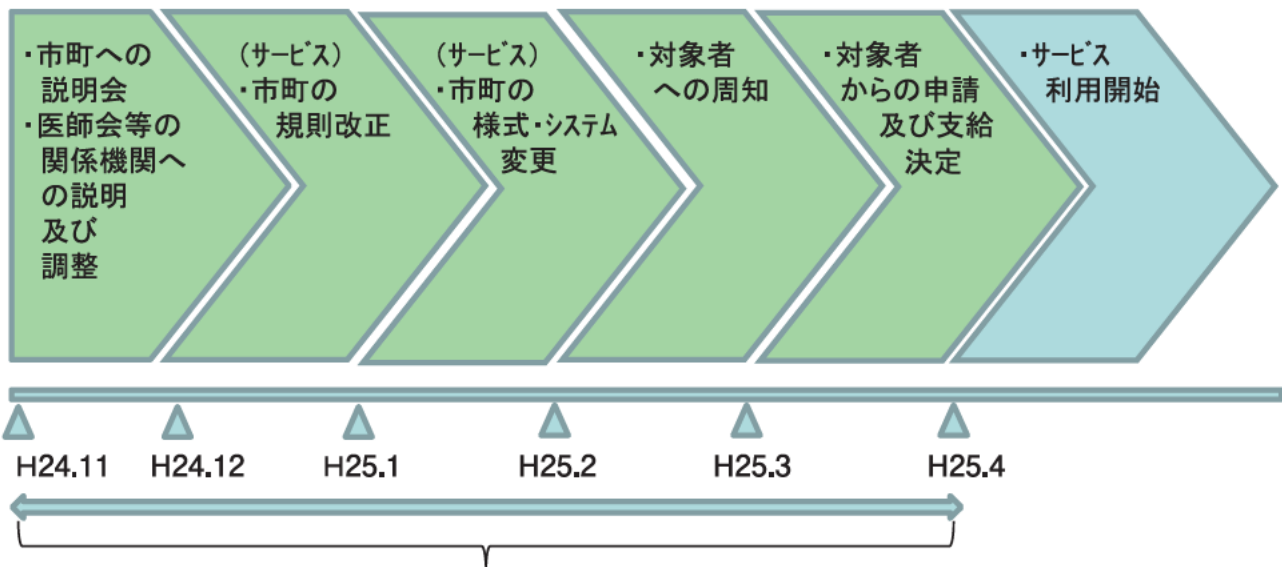 ・市町への
説明会
・医師会等の
関係機関へ
の説明
及び
調整
(サービス)
・市町の
規則改正
(サービス)
・市町の
様式・システム
変更
・対象者
への周知
・対象者
からの申請
及び支給
決定
・サービス
利用開始
H24.11
H24.12
H25.1
H25.2
H25.3
H25.4